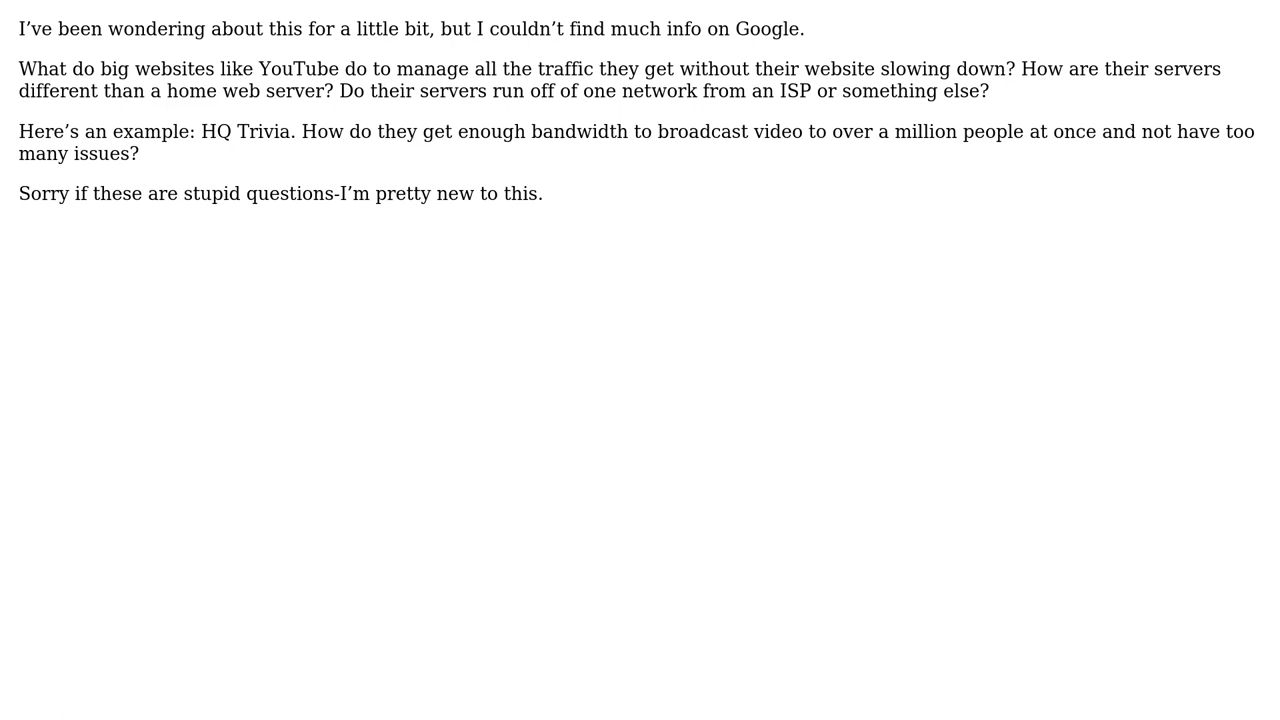 I’ve been wondering about this for a little bit, but I couldn’t find much info on Google.
What do big websites like YouTube do to manage all the traffic they get without their website slowing down? How are their servers
different than a home web server? Do their servers run off of one network from an ISP or something else?
Here’s an example: HQ Trivia. How do they get enough bandwidth to broadcast video to over a million people at once and not have too
many issues?
Sorry if these are stupid questions-I’m pretty new to this.